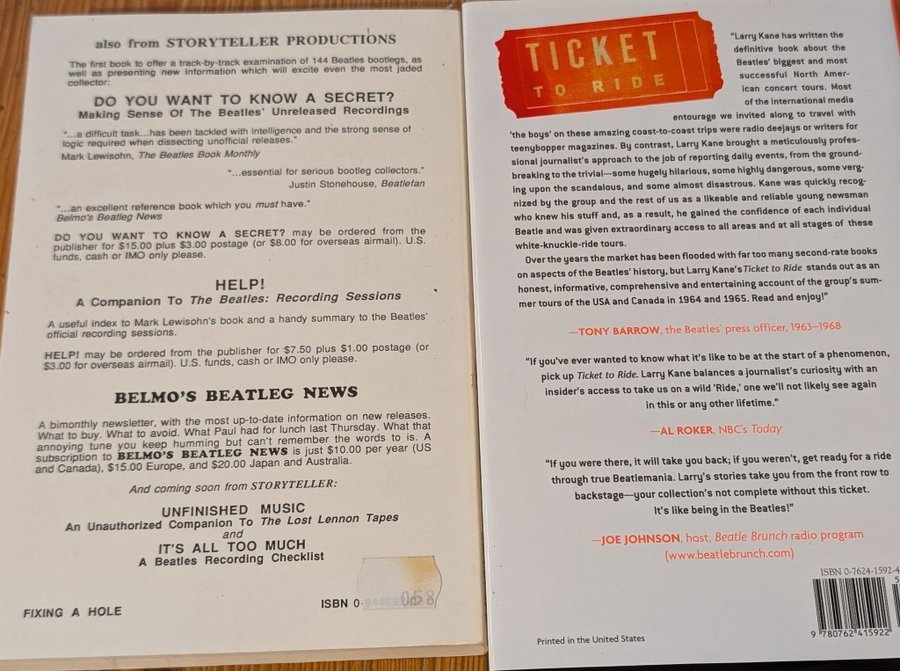 also from STORYTELLER PRODUCTIONS
The first book to offer a track-by-track examination of 144 Beatles bootlegs, as
well as presenting new information which will excite even the most jaded
collector:
DO YOU WANT TO KNOW A SECRET?
Making Sense Of The Beatles' Unreleased Recordings
"...a difficult task...has been tackled with intelligence and the strong sense of
logic required when dissecting unofficial releases."
Mark Lewisohn, The Beatles Book Monthly
"...essential for serious bootleg collectors."
Justin Stonehouse, Beatlefan
"...an excellent reference book which you must have."
Belmo's Beatleg News
DO YOU WANT TO KNOW A SECRET? may be ordered from the
publisher for $15.00 plus $3.00 postage (or $8.00 for overseas airmail). U.S.
funds, cash or IMO only please.
HELP!
A Companion To The Beatles: Recording Sessions
A useful index to Mark Lewisohn's book and a handy summary to the Beatles'
official recording sessions.
HELP! may be ordered from the publisher for $7.50 plus $1.00 postage (or
$3.00 for overseas airmail). U.S. funds, cash or IMO only please.
BELMO'S BEATLEG NEWS
A bimonthly newsletter, with the most up-to-date information on new releases.
What to buy. What to avoid. What Paul had for lunch last Thursday. What that
annoying tune you keep humming but can't remember the words to is. A
subscription to BELMO'S BEATLEG NEWS is just $10.00 per year (US
and Canada), $15.00 Europe, and $20.00 Japan and Australia.
And coming soon from STORYTELLER:
UNFINISHED MUSIC
An Unauthorized Companion To The Lost Lennon Tapes
and
IT'S ALL TOO MUCH
A Beatles Recording Checklist
FIXING A HOLE
ISBN 0
TICKET
TO RIDE
"Larry Kane has written the
definitive book about the
Beatles' biggest and most
successful North Amer-
ican concert tours. Most
of the international media
entourage we invited along to travel with
'the boys' on these amazing coast-to-coast trips were radio deejays or writers for
teenybopper magazines. By contrast, Larry Kane brought a meticulously profes-
sional journalist's approach to the job of reporting daily events, from the ground-
breaking to the trivial—some hugely hilarious, some highly dangerous, some verg-
ing upon the scandalous, and some almost disastrous. Kane was quickly recog-
nized by the group and the rest of us as a likeable and reliable young newsman
who knew his stuff and, as a result, he gained the confidence of each individual
Beatle and was given extraordinary access to all areas and at all stages of these
white-knuckle-ride tours.
Over the years the market has been flooded with far too many second-rate books
on aspects of the Beatles' history, but Larry Kane's Ticket to Ride stands out as an
honest, informative, comprehensive and entertaining account of the group's sum-
mer tours of the USA and Canada in 1964 and 1965. Read and enjoy!"
—TONY BARROW, the Beatles' press officer, 1963–1968
"If you've ever wanted to know what it's like to be at the start of a phenomenon,
pick up Ticket to Ride. Larry Kane balances a journalist's curiosity with an
insider's access to take us on a wild 'Ride,' one we'll not likely see again
in this or any other lifetime."
—AL ROKER, NBC's Today
"If you were there, it will take you back; if you weren't, get ready for a ride
through true Beatlemania. Larry's stories take you from the front row to
backstage—your collection's not complete without this ticket.
It's like being in the Beatles!"
—JOE JOHNSON, host, Beatle Brunch radio program
(www.beatlebrunch.com)
ISBN 0-7624-1592-4
9 780762 415922
Printed in the United States